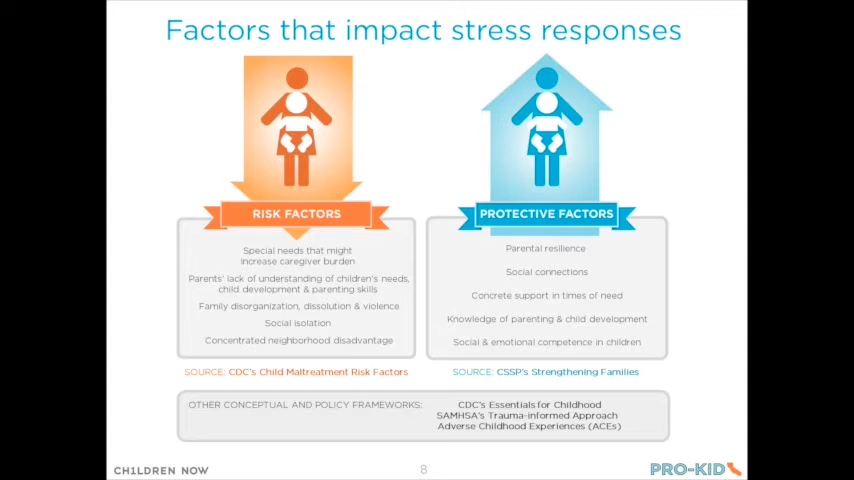 Factors that impact stress responses
RISK FACTORS
Special needs that might
increase caregiver burden
Parents' lack of understanding of children's needs,
child development & parenting skills
Family disorganization, dissolution & violence
Social isolation
Concentrated neighborhood disadvantage
SOURCE: CDC's Child Maltreatment Risk Factors
PROTECTIVE FACTORS
Parental resilience
Social connections
Concrete support in times of need
Knowledge of parenting & child development
Social & emotional competence in children
SOURCE: CSSP's Strengthening Families
OTHER CONCEPTUAL AND POLICY FRAMEWORKS:
CDC's Essentials for Childhood
SAMHSA's Trauma-informed Approach
Adverse Childhood Experiences (ACEs)
CHILDREN NOW
8
PRO-KID